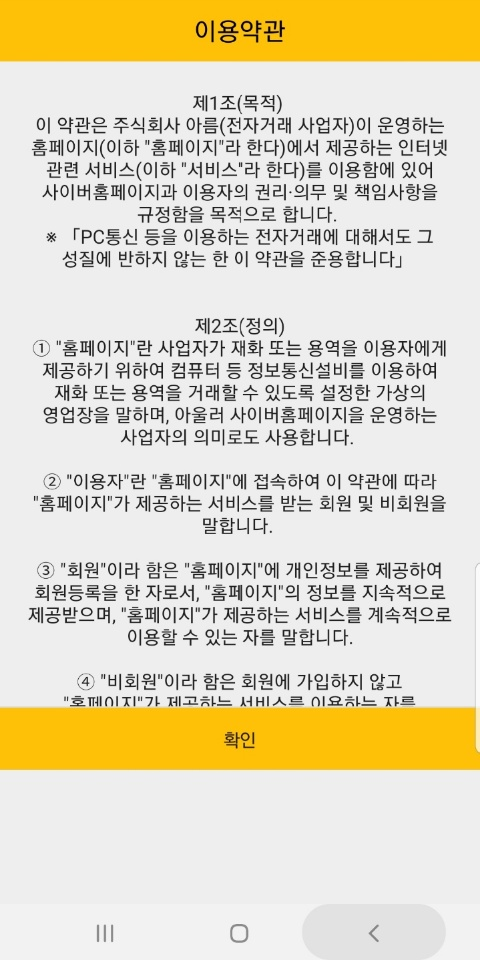 이용약관
제1조(목적)
이 약관은 주식회사 아름(전자거래 사업자)이 운영하는
홈페이지(이하 "홈페이지"라 한다)에서 제공하는 인터넷
관련 서비스(이하 "서비스"라 한다)를 이용함에 있어
사이버홈페이지과 이용자의 권리·의무 및 책임사항을
규정함을 목적으로 합니다.
※ 「PC통신 등을 이용하는 전자거래에 대해서도 그
성질에 반하지 않는 한 이 약관을 준용합니다」
제2조(정의)
① "홈페이지"란 사업자가 재화 또는 용역을 이용자에게
제공하기 위하여 컴퓨터 등 정보통신설비를 이용하여
재화 또는 용역을 거래할 수 있도록 설정한 가상의
영업장을 말하며, 아울러 사이버홈페이지을 운영하는
사업자의 의미로도 사용합니다.
② "이용자"란 "홈페이지"에 접속하여 이 약관에 따라
"홈페이지"가 제공하는 서비스를 받는 회원 및 비회원을
말합니다.
③ "회원"이라 함은 "홈페이지"에 개인정보를 제공하여
회원등록을 한 자로서, "홈페이지"의 정보를 지속적으로
제공받으며, "홈페이지"가 제공하는 서비스를 계속적으로
이용할 수 있는 자를 말합니다.
④ "비회원"이라 함은 회원에 가입하지 않고
"홈페이지"가 제공하는 서비스를 이용하는 자를
확인